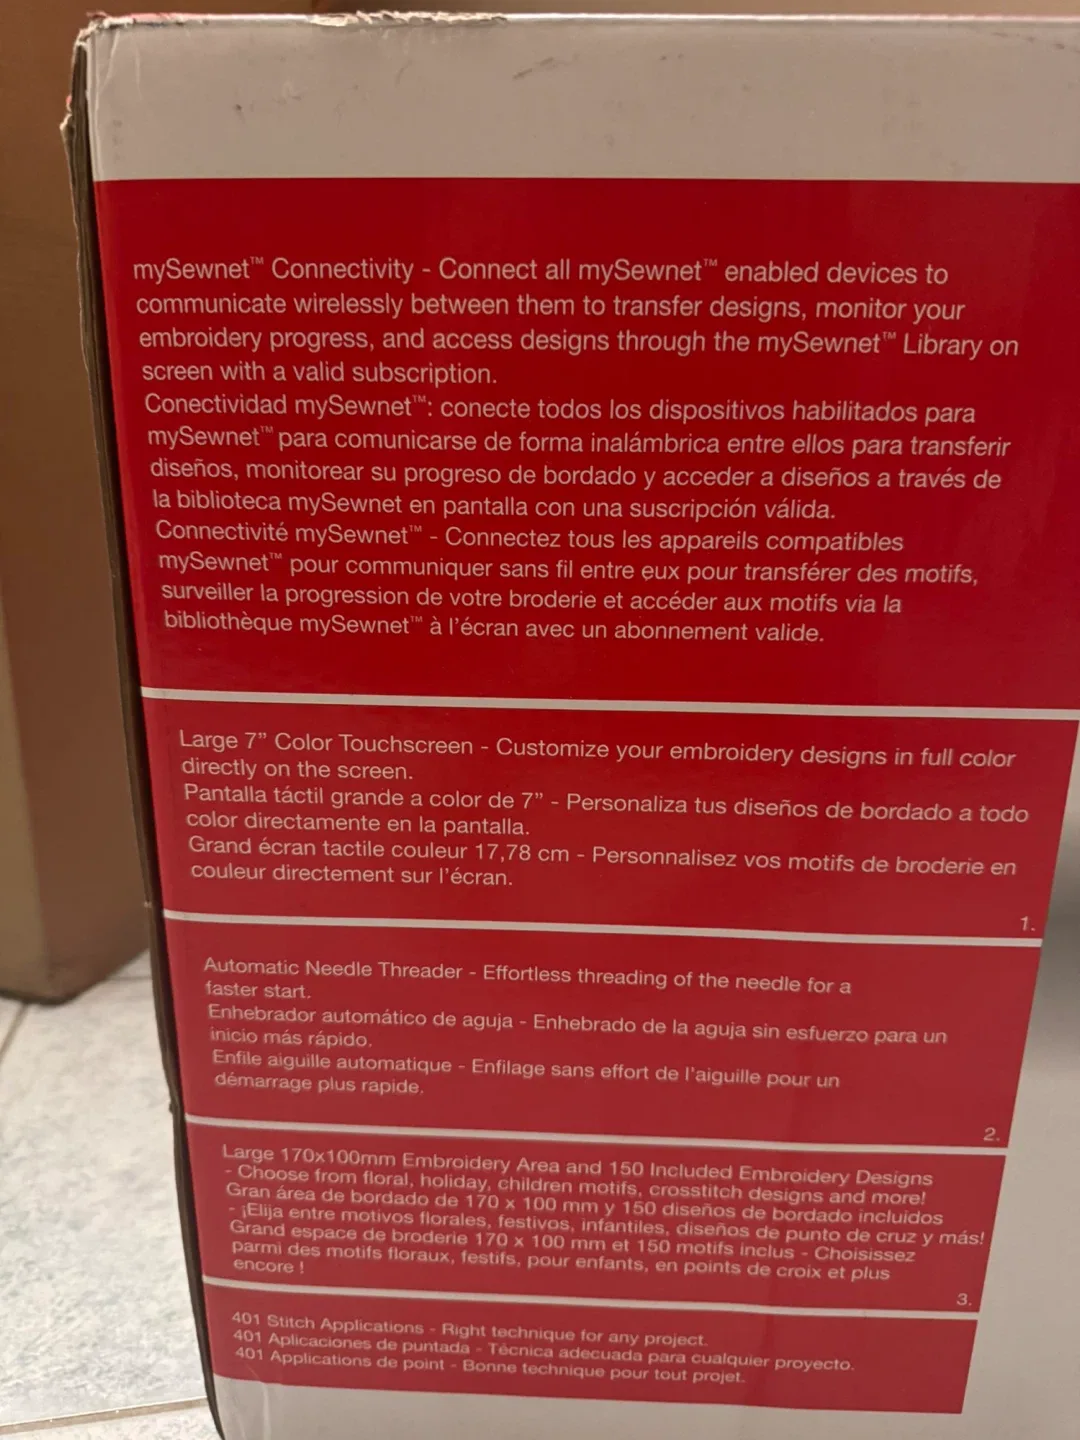 mySewnet™ Connectivity - Connect all mySewnet™ enabled devices to
communicate wirelessly between them to transfer designs, monitor your
embroidery progress, and access designs through the mySewnet™ Library on
screen with a valid subscription.
Conectividad mySewnet™: conecte todos los dispositivos habilitados para
mySewnet™ para comunicarse de forma inalámbrica entre ellos para transferir
diseños, monitorear su progreso de bordado y acceder a diseños a través de
la biblioteca mySewnet en pantalla con una suscripción válida.
Connectivité mySewnet™ - Connectez tous les appareils compatibles
mySewnet™ pour communiquer sans fil entre eux pour transférer des motifs,
surveiller la progression de votre broderie et accéder aux motifs via la
bibliothèque mySewnet™ à l'écran avec un abonnement valide.
Large 7" Color Touchscreen - Customize your embroidery designs in full color
directly on the screen.
Pantalla táctil grande a color de 7" - Personaliza tus diseños de bordado a todo
color directamente en la pantalla.
Grand écran tactile couleur 17,78 cm - Personnalisez vos motifs de broderie en
couleur directement sur l'écran.
1.
Automatic Needle Threader - Effortless threading of the needle for a
faster start.
Enhebrador automático de aguja - Enhebrado de la aguja sin esfuerzo para un
inicio más rápido.
Enfile aiguille automatique - Enfilage sans effort de l'aiguille pour un
démarrage plus rapide.
2.
Large 170x100mm Embroidery Area and 150 Included Embroidery Designs
- Choose from floral, holiday, children motifs, crosstitch designs and more!
Gran área de bordado de 170 x 100 mm y 150 diseños de bordado incluidos
- ¡Elija entre motivos florales, festivos, infantiles, diseños de punto de cruz y más!
Grand espace de broderie 170 x 100 mm et 150 motifs inclus - Choisissez
parmi des motifs floraux, festifs, pour enfants, en points de croix et plus
encore !
3.
401 Stitch Applications - Right technique for any project.
401 Aplicaciones de puntada - Técnica adecuada para cualquier proyecto.
401 Applications de point - Bonne technique pour tout projet.